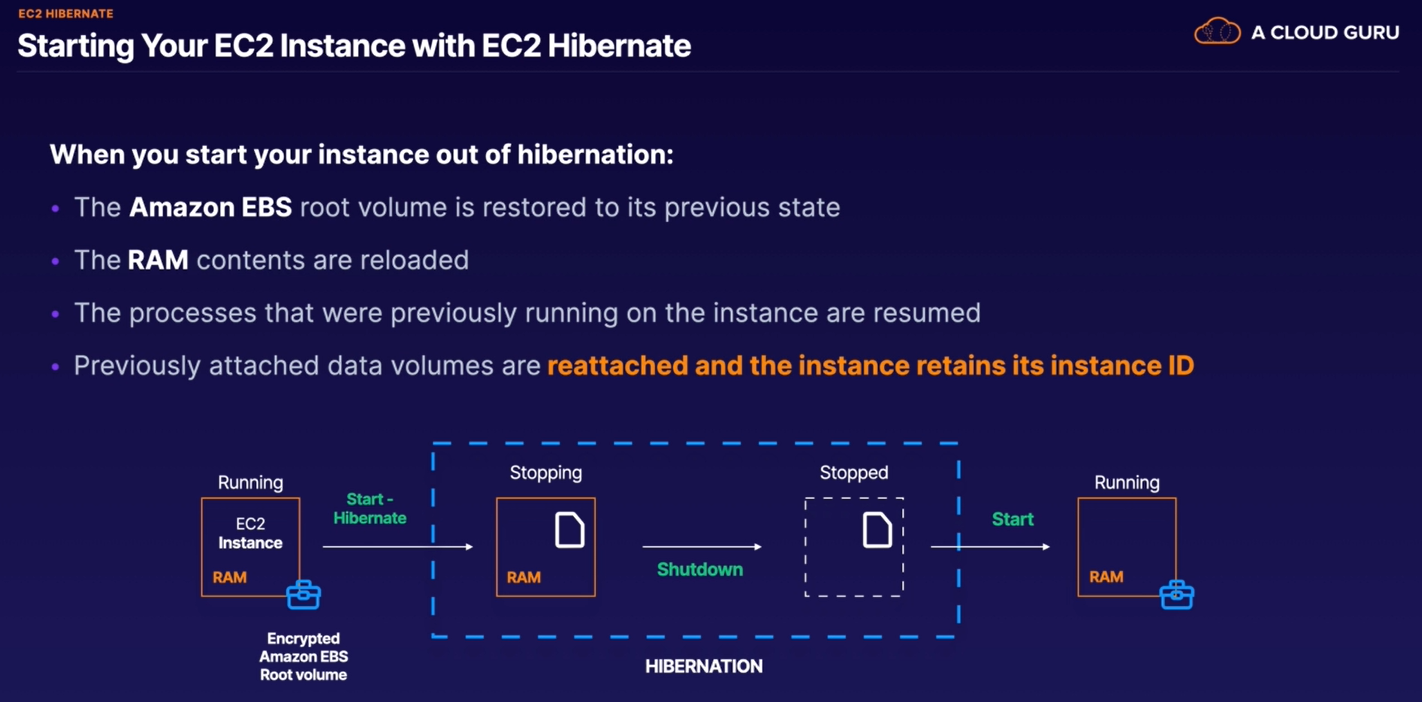 EC2 HIBERNATE
Starting Your EC2 Instance with EC2 Hibernate
A CLOUD GURU
When you start your instance out of hibernation:
• The Amazon EBS root volume is restored to its previous state
• The RAM contents are reloaded
• The processes that were previously running on the instance are resumed
• Previously attached data volumes are reattached and the instance retains its instance ID
Running
EC2
Instance
RAM
Encrypted
Amazon EBS
Root volume
Start -
Hibernate
Stopping
RAM
Shutdown
Stopped
HIBERNATION
Start
Running
RAM